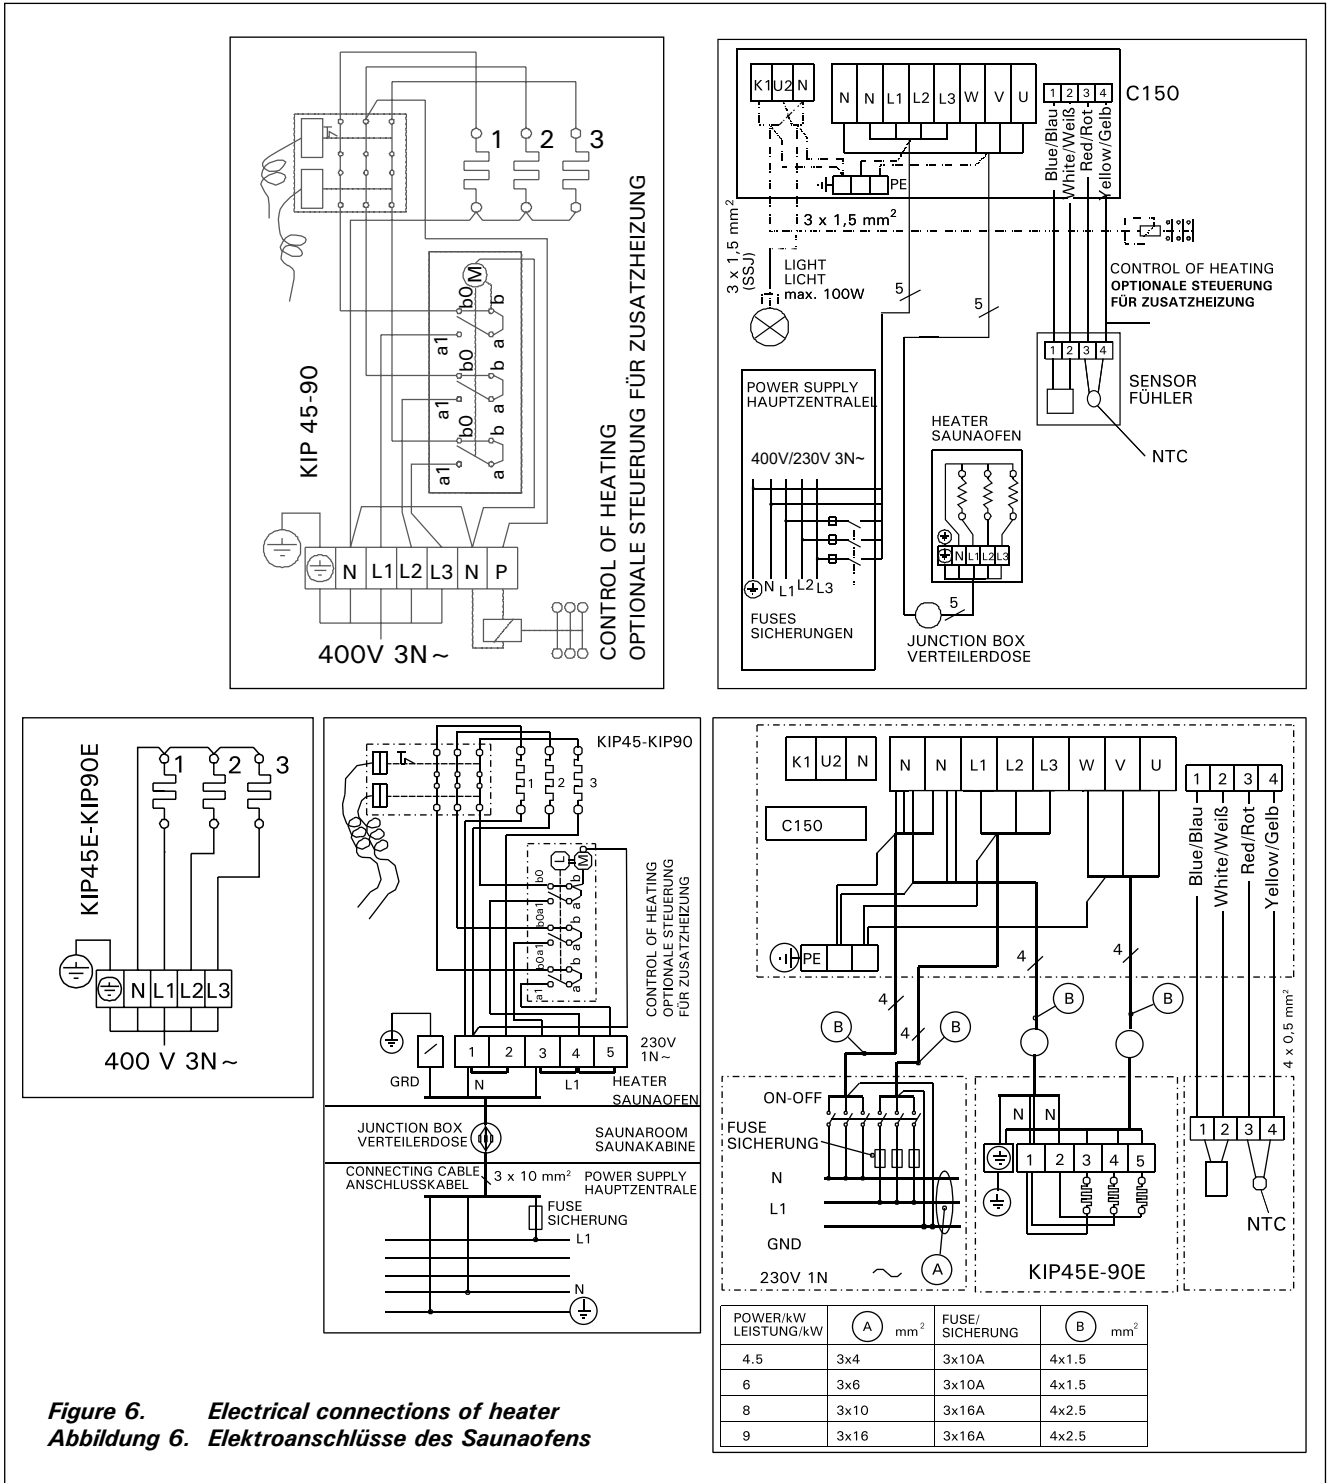 1
2
3
M
b0
b
a1
a
b0
b
a1
a
b0
b
a1
a
KIP 45-90
CONTROL OF HEATING
OPTIONALE STEUERUNG FÜR ZUSATZHEIZUNG
N L1 L2 L3 N P
400V 3N~
K1 U2 N
N N L1 L2 L3 W V U
1 2 3 4
C150
Blue/Blau
White/Weiß
Red/Rot
Yellow/Gelb
PE
3 x 1,5 mm²
3 x 1,5 mm²
(SSJ)
LIGHT
LICHT
max. 100W
CONTROL OF HEATING
OPTIONALE STEUERUNG
FÜR ZUSATZHEIZUNG
5
5
1 2 3 4
SENSOR
FÜHLER
NTC
POWER SUPPLY
HAUPTZENTRALEL
400V/230V 3N~
N L1 L2 L3
FUSES
SICHERUNGEN
HEATER
SAUNAOFEN
N L1 L2 L3
5
JUNCTION BOX
VERTEILERDOSE
KIP45E-KIP90E
1 2 3
N L1 L2 L3
400 V 3N~
KIP45-KIP90
1 2 3
L M
b0
b
a
b0a1
b
a
b0a1
b
a
a1
CONTROL OF HEATING
OPTIONALE STEUERUNG
FÜR ZUSATZHEIZUNG
1 2 3 4 5
230V
1N~
GRD
N
L1
HEATER
SAUNAOFEN
JUNCTION BOX
VERTEILERDOSE
SAUNAROOM
SAUNAKABINE
CONNECTING CABLE
ANSCHLUSSKABEL
3 x 10 mm²
POWER SUPPLY
HAUPTZENTRALE
FUSE
SICHERUNG
L1
N
K1 U2 N
N N L1 L2 L3 W V U
1 2 3 4
C150
Blue/Blau
White/Weiß
Red/Rot
Yellow/Gelb
PE
4
4
4
4
B
B
B
B
4 x 0,5 mm²
ON-OFF
FUSE
SICHERUNG
N
L1
GND
230V 1N
A
N N
1 2 3 4 5
KIP45E-90E
1 2 3 4
NTC
POWER/kW
LEISTUNG/kW
A mm²
FUSE/
SICHERUNG
B mm²
4.5 3x4 3x10A 4x1.5
6 3x6 3x10A 4x1.5
8 3x10 3x16A 4x2.5
9 3x16 3x16A 4x2.5
Figure 6. Electrical connections of heater
Abbildung 6. Elektroanschlüsse des Saunaofens